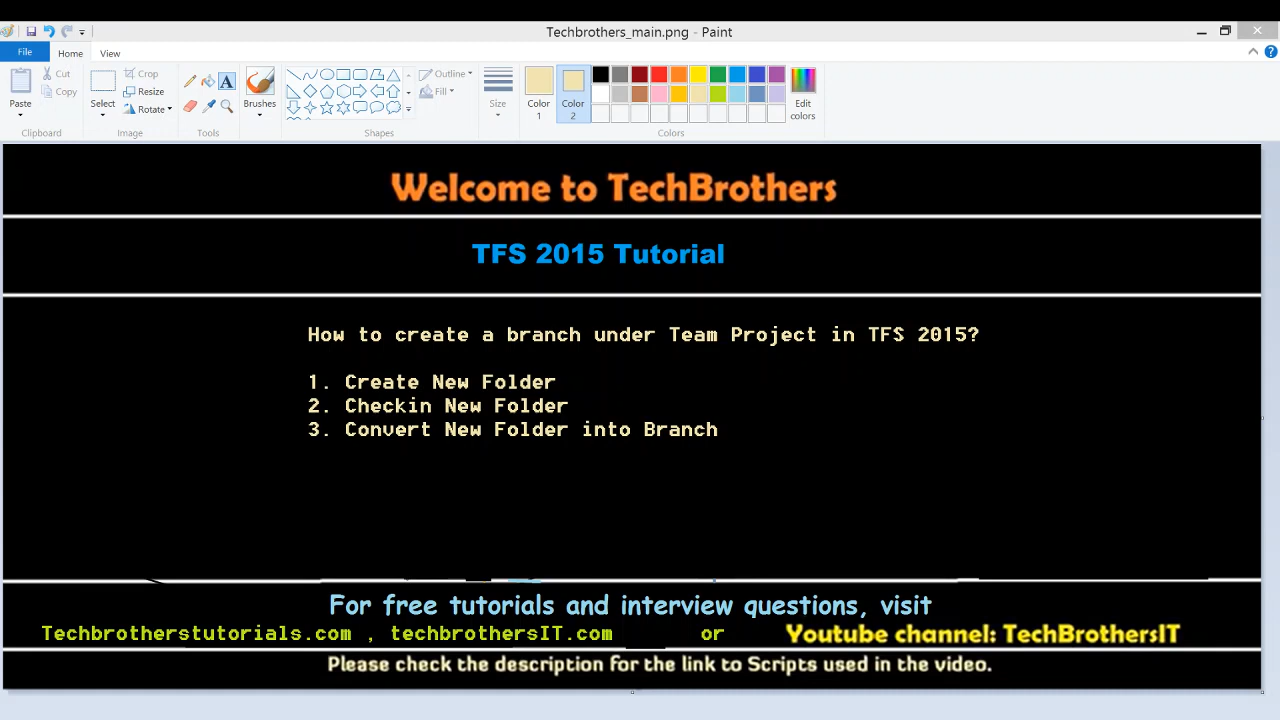 Techbrothers_main.png - Paint
File Home View
Paste
Cut
Copy
Clipboard
Select
Crop
Resize
Rotate
Image
Tools
Brushes
Shapes
Outline
Fill
Size
Color 1
Color 2
Edit colors
Colors
Welcome to TechBrothers
TFS 2015 Tutorial
How to create a branch under Team Project in TFS 2015?
1. Create New Folder
2. Checkin New Folder
3. Convert New Folder into Branch
For free tutorials and interview questions, visit
Techbrotherstutorials.com , techbrothersIT.com or Youtube channel: TechBrothersIT
Please check the description for the link to Scripts used in the video.